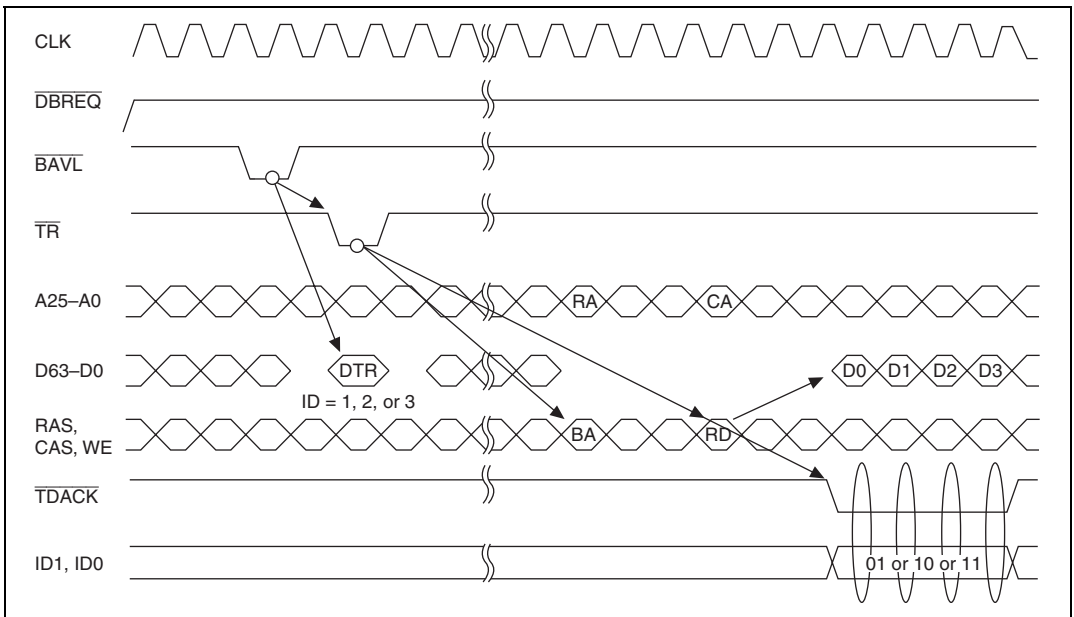 CLK
DBREQ
BAVL
TR
A25–A0 RA CA
D63–D0 DTR D0 D1 D2 D3
ID = 1, 2, or 3
RAS,
CAS, WE BA RD
TDACK
ID1, ID0 01 or 10 or 11